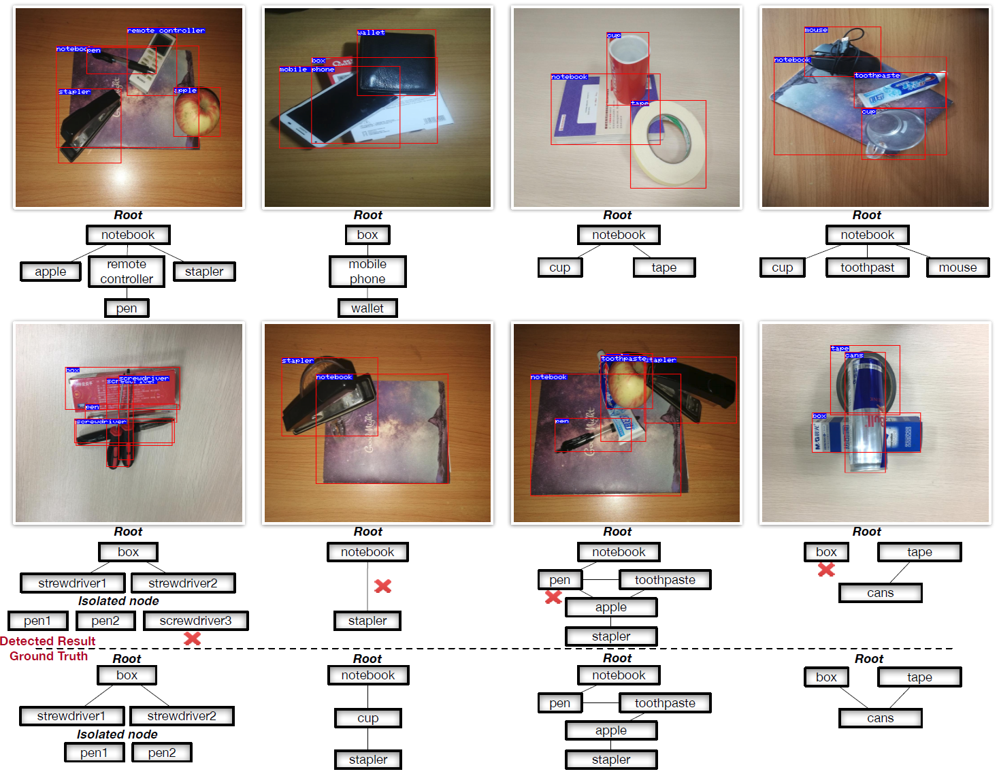 remote controller
notebook
pen
stapler
apple
wallet
box
mobile phone
cup
notebook
tape
mouse
notebook
toothpaste
cup
Root
notebook
apple
remote
controller
stapler
pen
Root
box
mobile
phone
wallet
Root
notebook
cup
tape
Root
notebook
cup
toothpast
mouse
box
screwdriver
screwdriver
pen
screwdriver
stapler
notebook
Good Night
toothpaste
stapler
notebook
pen
tape
cans
box
M&G
Bull
Root
box
strewdriver1
strewdriver2
Isolated node
pen1
pen2
screwdriver3
Root
notebook
stapler
Root
notebook
pen
toothpaste
apple
stapler
Root
box
tape
cans
Detected Result
Ground Truth
Root
box
strewdriver1
strewdriver2
Isolated node
pen1
pen2
Root
notebook
cup
stapler
Root
notebook
pen
toothpaste
apple
stapler
Root
box
tape
cans